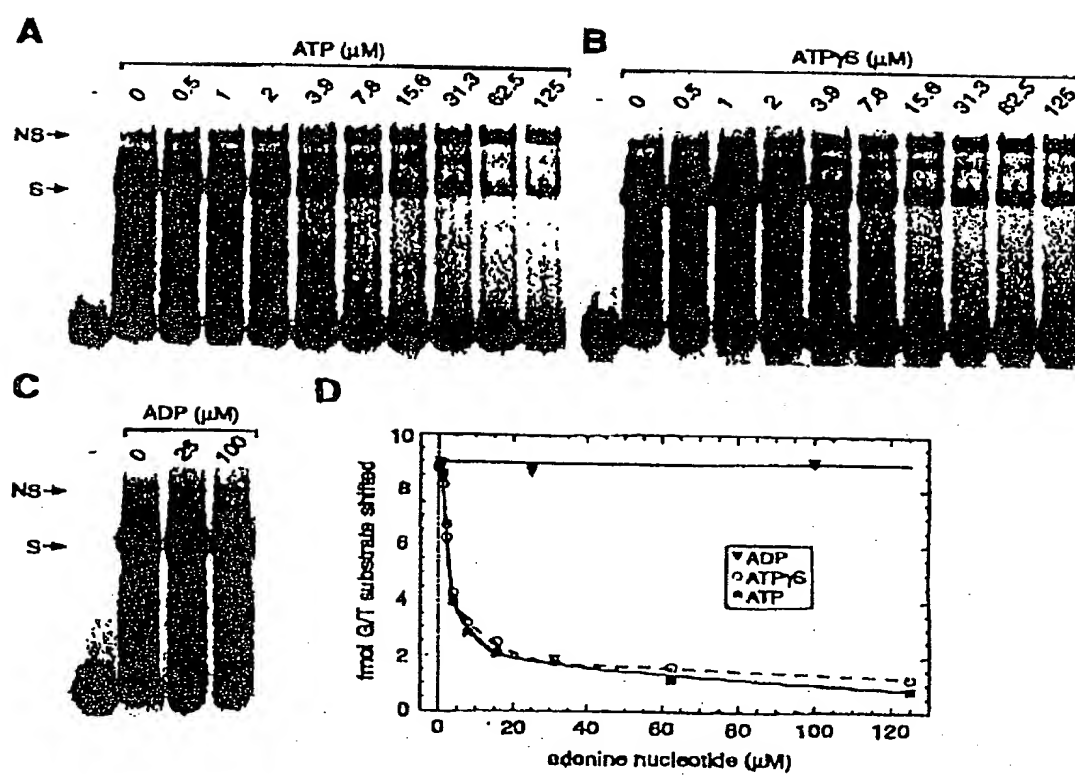 A
ATP (μM)
- 0 0.5 1 2 3.9 7.8 15.6 31.3 62.5 125
NS→
S→
B
ATPγS (μM)
- 0 0.5 1 2 3.9 7.8 15.6 31.3 62.5 125
C
ADP (μM)
- 0 25 100
NS→
S→
D
fmol G/T substrate shifted
10
8
6
4
2
0
ADP
ATPγS
ATP
0 20 40 60 80 100 120
adenine nucleotide (μM)